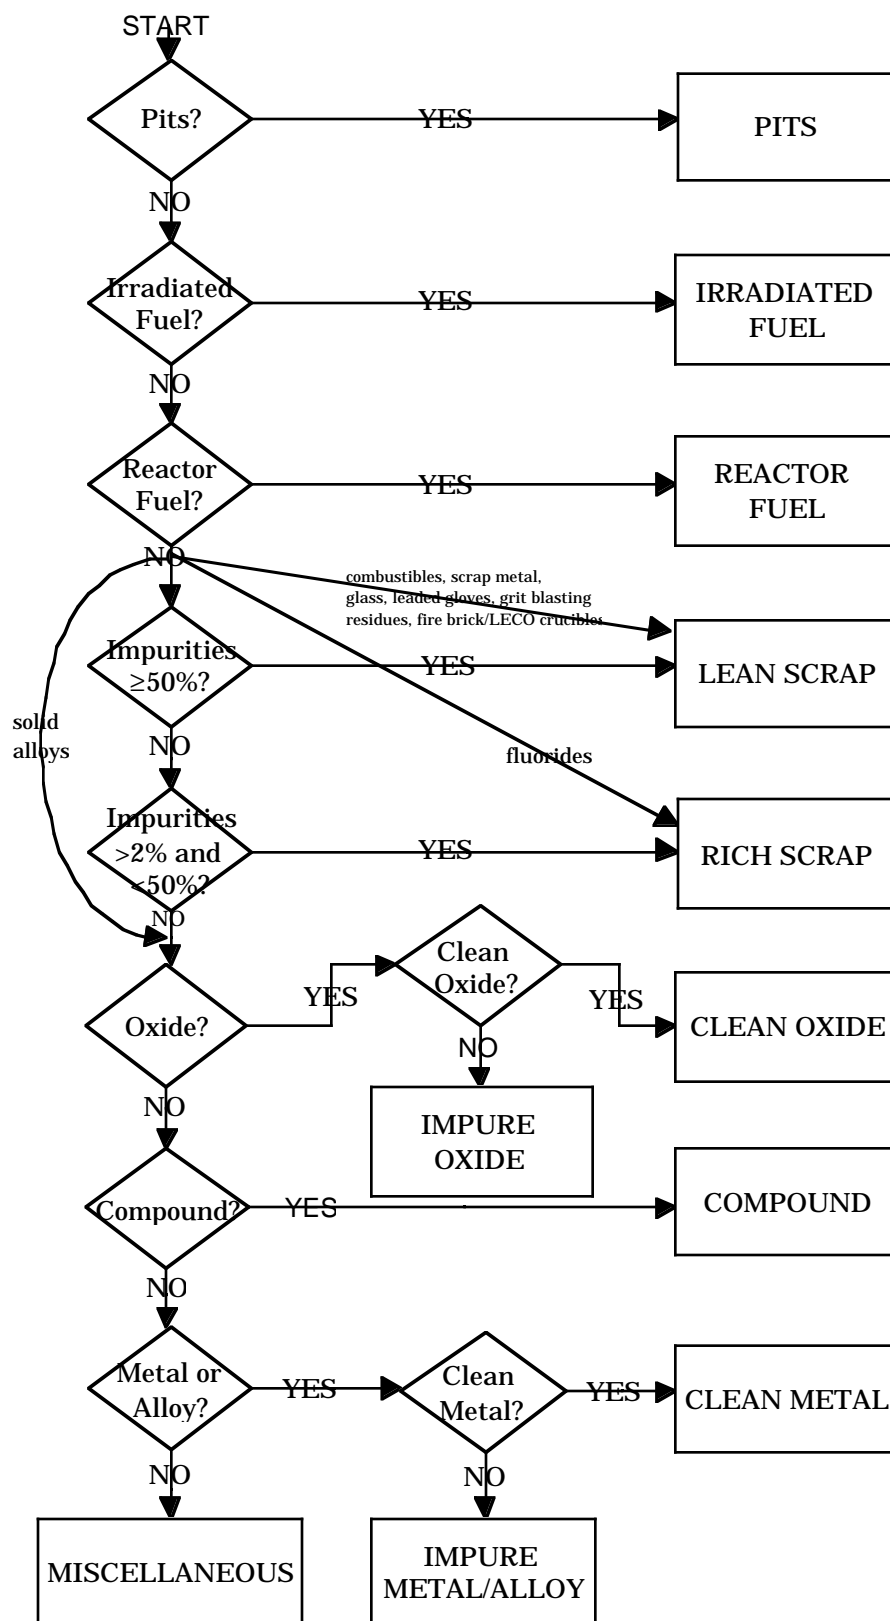 START
Pits?
YES
PITS
NO
Irradiated
Fuel?
YES
IRRADIATED
FUEL
NO
Reactor
Fuel?
YES
REACTOR
FUEL
NO
combustibles, scrap metal,
glass, leaded gloves, grit blasting
residues, fire brick/LECO crucibles
Impurities
≥50%?
YES
LEAN SCRAP
solid
alloys
NO
fluorides
Impurities
>2% and
<50%?
YES
RICH SCRAP
NO
Clean
Oxide?
Oxide?
YES
YES
CLEAN OXIDE
NO
NO
IMPURE
OXIDE
Compound?
YES
COMPOUND
NO
Metal or
Alloy?
YES
Clean
Metal?
YES
CLEAN METAL
NO
NO
MISCELLANEOUS
IMPURE
METAL/ALLOY